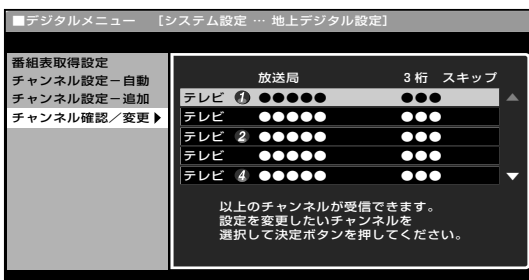 ■デジタルメニュー [システム設定 … 地上デジタル設定]
番組表取得設定
チャンネル設定－自動
チャンネル設定－追加
チャンネル確認／変更▶
放送局 3桁 スキップ
テレビ 1 ●●●●● ●●●
テレビ ●●●●● ●●●
テレビ 2 ●●●●● ●●●
テレビ ●●●●● ●●●
テレビ 4 ●●●●● ●●●
以上のチャンネルが受信できます。
設定を変更したいチャンネルを
選択して決定ボタンを押してください。